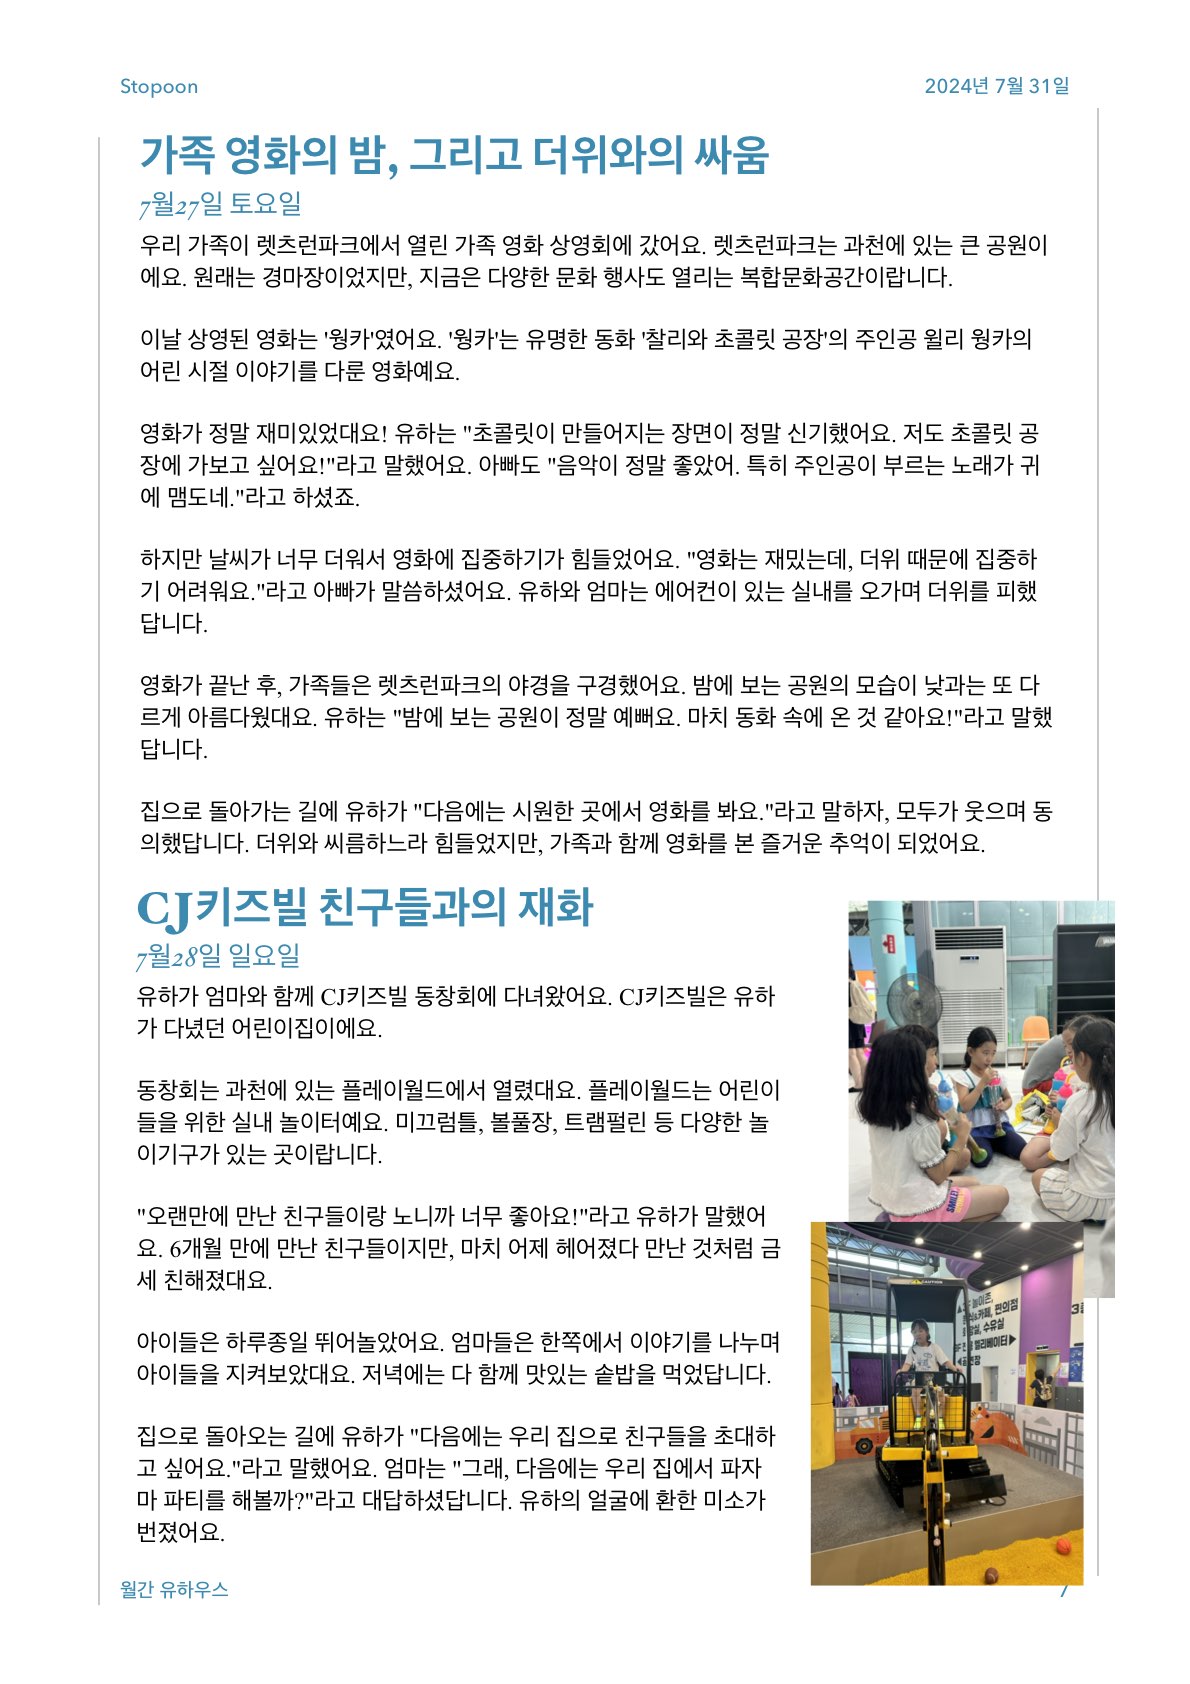 Stopoon
2024년 7월 31일
가족 영화의 밤, 그리고 더위와의 싸움
7월27일 토요일
우리 가족이 렛츠런파크에서 열린 가족 영화 상영회에 갔어요. 렛츠런파크는 과천에 있는 큰 공원이
에요. 원래는 경마장이었지만, 지금은 다양한 문화 행사도 열리는 복합문화공간이랍니다.
이날 상영된 영화는 '웡카'였어요. '웡카'는 유명한 동화 '찰리와 초콜릿 공장'의 주인공 윌리 웡카의
어린 시절 이야기를 다룬 영화예요.
영화가 정말 재미있었대요! 유하는 "초콜릿이 만들어지는 장면이 정말 신기했어요. 저도 초콜릿 공
장에 가보고 싶어요!"라고 말했어요. 아빠도 "음악이 정말 좋았어. 특히 주인공이 부르는 노래가 귀
에 맴도네."라고 하셨죠.
하지만 날씨가 너무 더워서 영화에 집중하기가 힘들었어요. "영화는 재밌는데, 더위 때문에 집중하
기 어려워요."라고 아빠가 말씀하셨어요. 유하와 엄마는 에어컨이 있는 실내를 오가며 더위를 피했
답니다.
영화가 끝난 후, 가족들은 렛츠런파크의 야경을 구경했어요. 밤에 보는 공원의 모습이 낮과는 또 다
르게 아름다웠대요. 유하는 "밤에 보는 공원이 정말 예뻐요. 마치 동화 속에 온 것 같아요!"라고 말했
답니다.
집으로 돌아가는 길에 유하가 "다음에는 시원한 곳에서 영화를 봐요."라고 말하자, 모두가 웃으며 동
의했답니다. 더위와 씨름하느라 힘들었지만, 가족과 함께 영화를 본 즐거운 추억이 되었어요.
CJ키즈빌 친구들과의 재화
7월28일 일요일
유하가 엄마와 함께 CJ키즈빌 동창회에 다녀왔어요. CJ키즈빌은 유하
가 다녔던 어린이집이에요.
동창회는 과천에 있는 플레이월드에서 열렸대요. 플레이월드는 어린이
들을 위한 실내 놀이터예요. 미끄럼틀, 볼풀장, 트램펄린 등 다양한 놀
이기구가 있는 곳이랍니다.
"오랜만에 만난 친구들이랑 노니까 너무 좋아요!"라고 유하가 말했어
요. 6개월 만에 만난 친구들이지만, 마치 어제 헤어졌다 만난 것처럼 금
세 친해졌대요.
아이들은 하루종일 뛰어놀았어요. 엄마들은 한쪽에서 이야기를 나누며
아이들을 지켜보았대요. 저녁에는 다 함께 맛있는 솥밥을 먹었답니다.
집으로 돌아오는 길에 유하가 "다음에는 우리 집으로 친구들을 초대하
고 싶어요."라고 말했어요. 엄마는 "그래, 다음에는 우리 집에서 파자
마 파티를 해볼까?"라고 대답하셨답니다. 유하의 얼굴에 환한 미소가
번졌어요.
CAUTION
놀이존,
카페, 편의점
수유실
엘리베이터▶
월간 유하우스
7